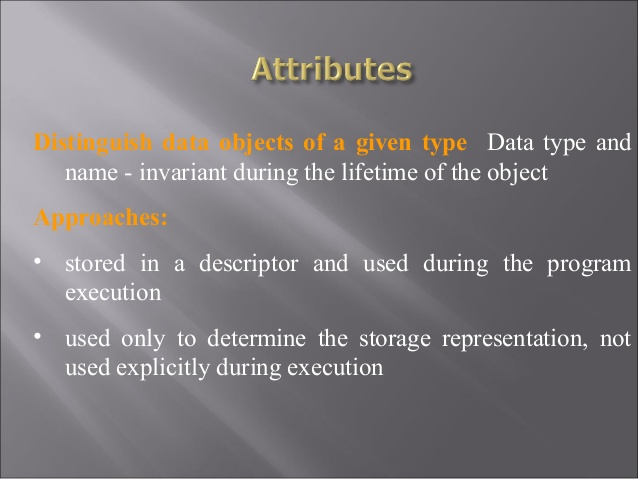 Attributes
Distinguish data objects of a given type Data type and
name - invariant during the lifetime of the object
Approaches:
• stored in a descriptor and used during the program
execution
• used only to determine the storage representation, not
used explicitly during execution